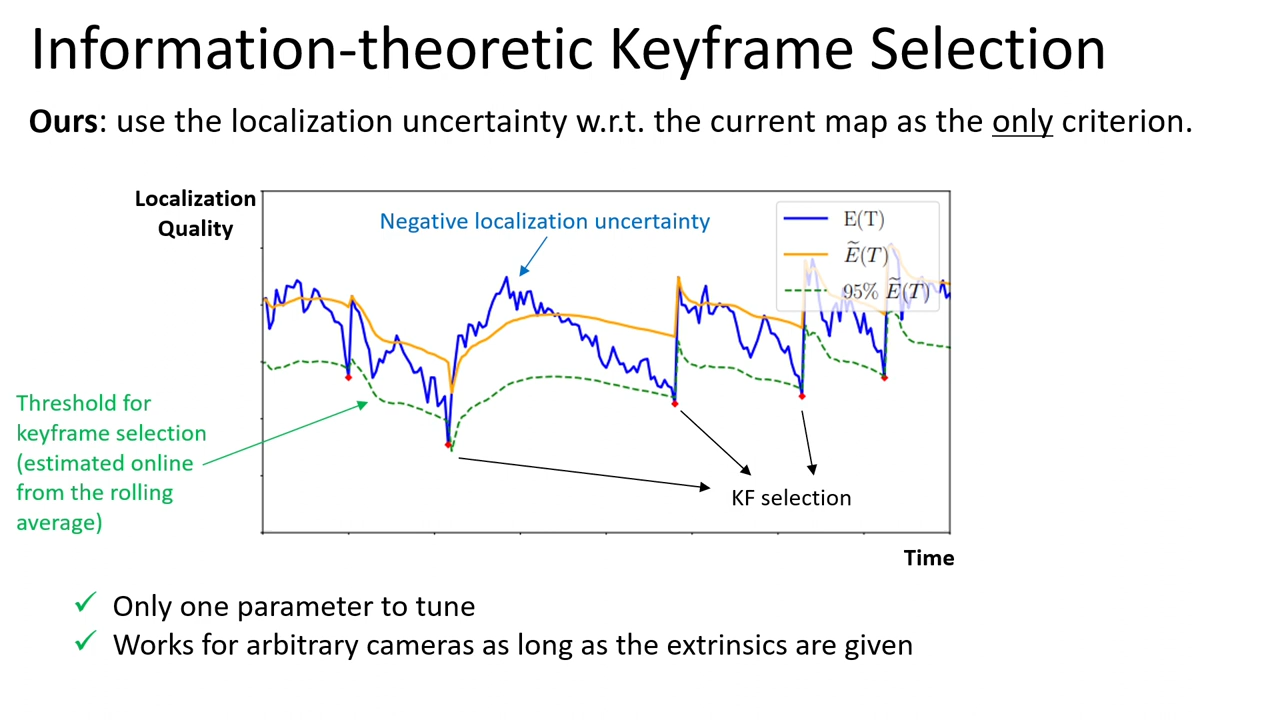 Information-theoretic Keyframe Selection
Ours: use the localization uncertainty w.r.t. the current map as the only criterion.
Localization
Quality
Negative localization uncertainty
E(T)
Ẽ(T)
95% Ẽ(T)
Threshold for
keyframe selection
(estimated online
from the rolling
average)
KF selection
Time
✓ Only one parameter to tune
✓ Works for arbitrary cameras as long as the extrinsics are given